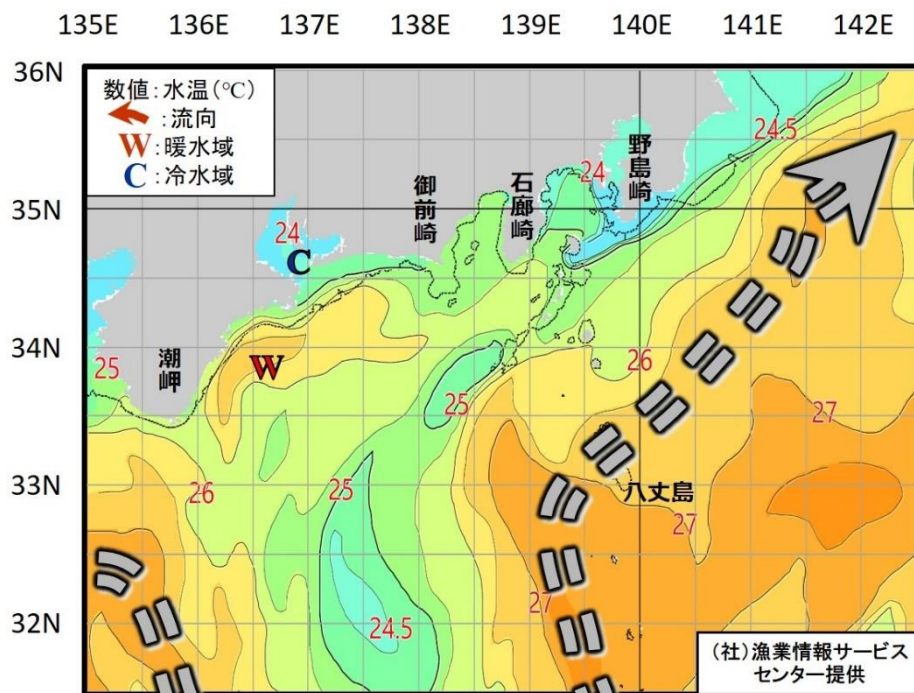 135E 136E 137E 138E 139E 140E 141E 142E
36N
35N
34N
33N
32N
数値：水温（℃）
：流向
W：暖水域
C：冷水域
御前崎
石廊崎
野島崎
潮岬
八丈島
24
24
24.5
C
W
25
25
26
26
27
25
27
27
24.5
（社）漁業情報サービス
センター提供